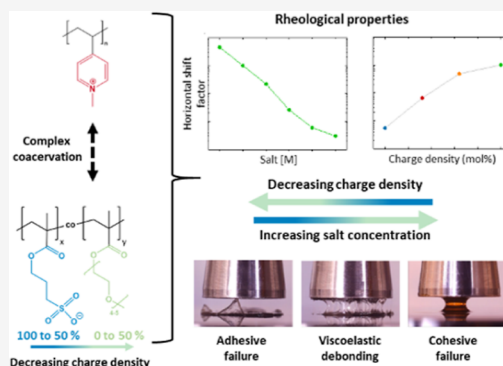 Rheological properties
n
N
⊕
Complex
coacervation
Horizontal shift
factor
Salt [M]
Charge density (mol%)
co
x
y
O
O
O
O
O
S
O
O
O⊖
100 to 50 %
0 to 50 %
Decreasing charge density
Decreasing charge density
Increasing salt concentration
Adhesive
failure
Viscoelastic
debonding
Cohesive
failure